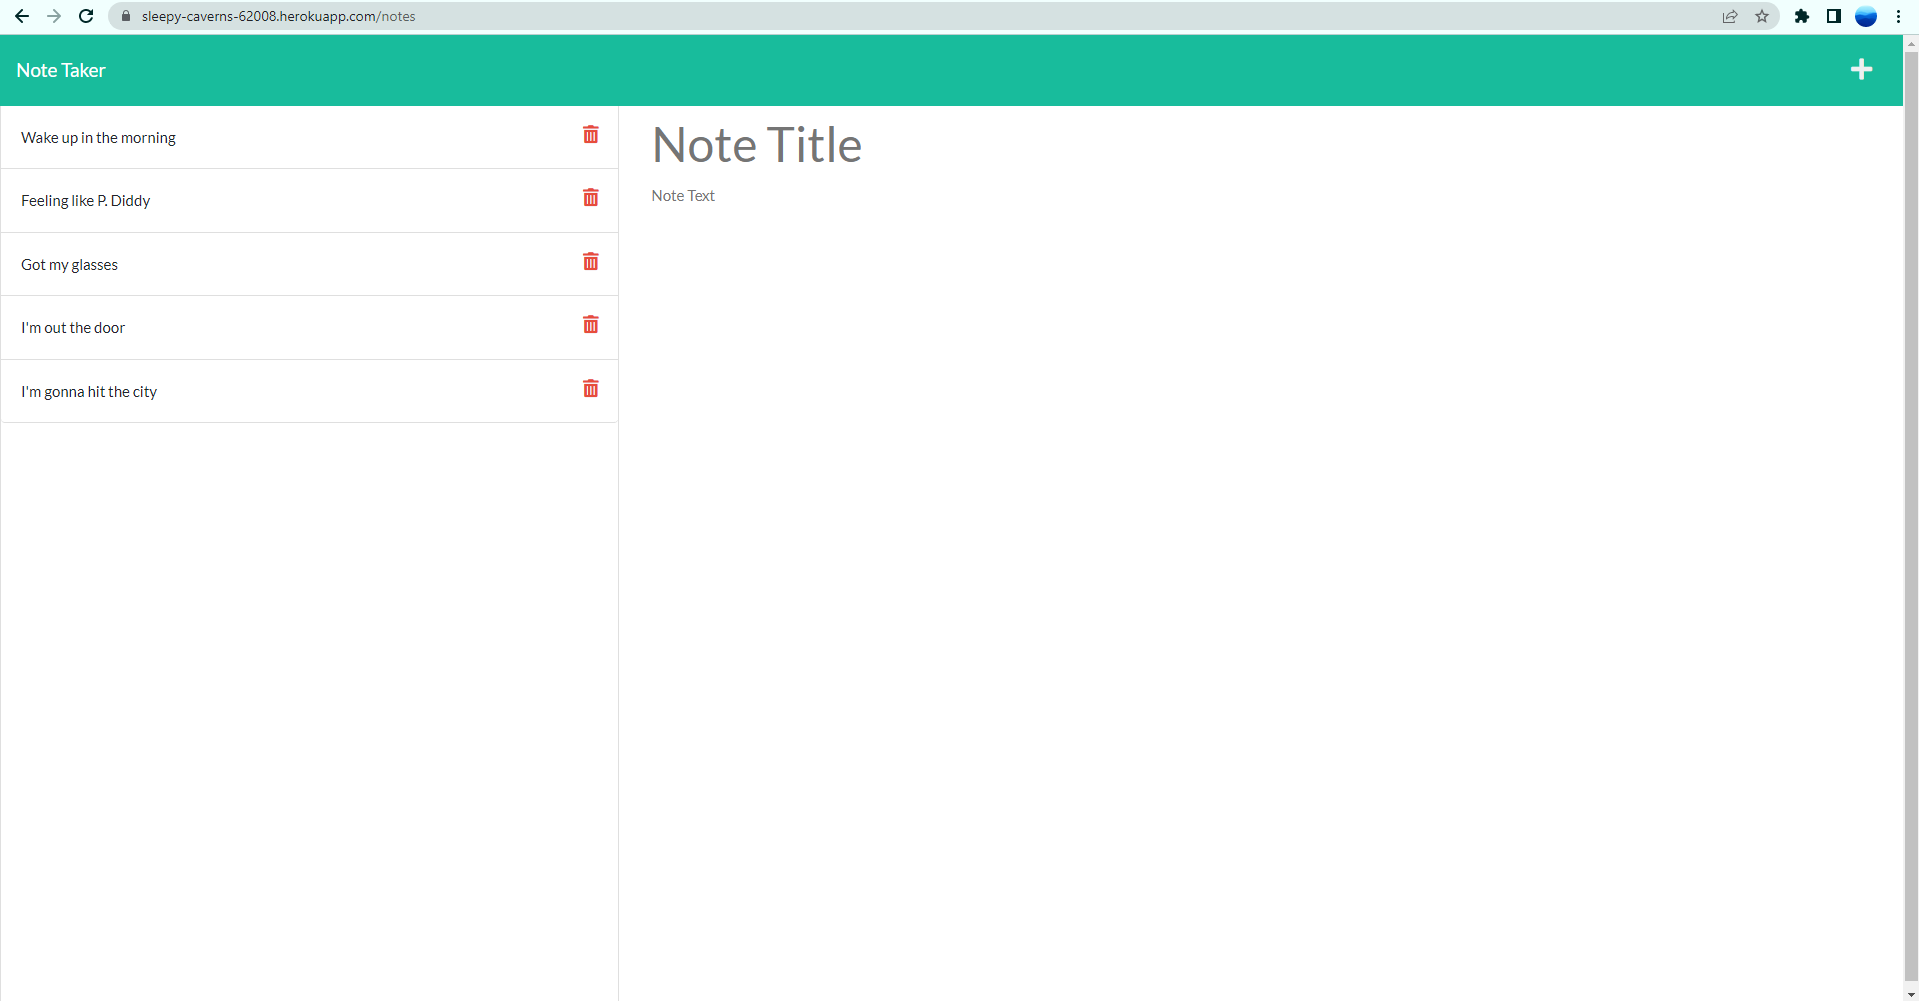 sleepy-caverns-62008.herokuapp.com/notes
Note Taker
Wake up in the morning
Feeling like P. Diddy
Got my glasses
I'm out the door
I'm gonna hit the city
Note Title
Note Text